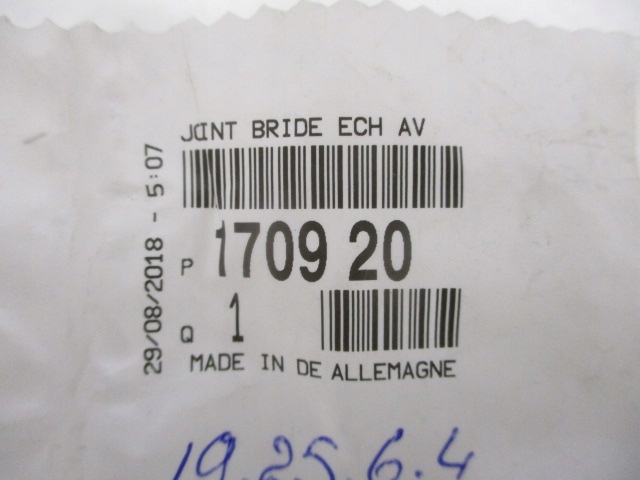 JOINT BRIDE ECH AV
29/08/2018 - 5:07
P 1709 20
Q 1
MADE IN DE ALLEMAGNE
19.25.6.4